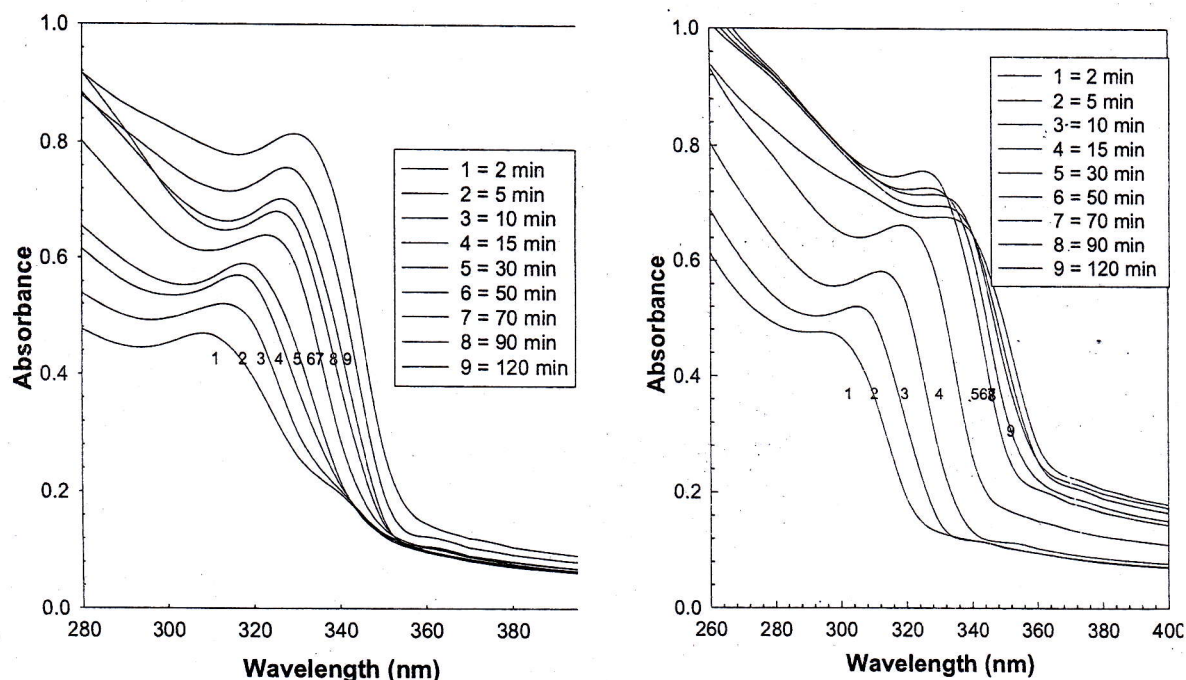 1.0
0.8
0.6
0.4
0.2
0.0
Absorbance
280 300 320 340 360 380
Wavelength (nm)
1 2 3 4 5 6 7 8 9
1 = 2 min
2 = 5 min
3 = 10 min
4 = 15 min
5 = 30 min
6 = 50 min
7 = 70 min
8 = 90 min
9 = 120 min
1.0
0.8
0.6
0.4
0.2
0.0
Absorbance
260 280 300 320 340 360 380 400
Wavelength (nm)
1 2 3 4 5 6
9
1 = 2 min
2 = 5 min
3 = 10 min
4 = 15 min
5 = 30 min
6 = 50 min
7 = 70 min
8 = 90 min
9 = 120 min